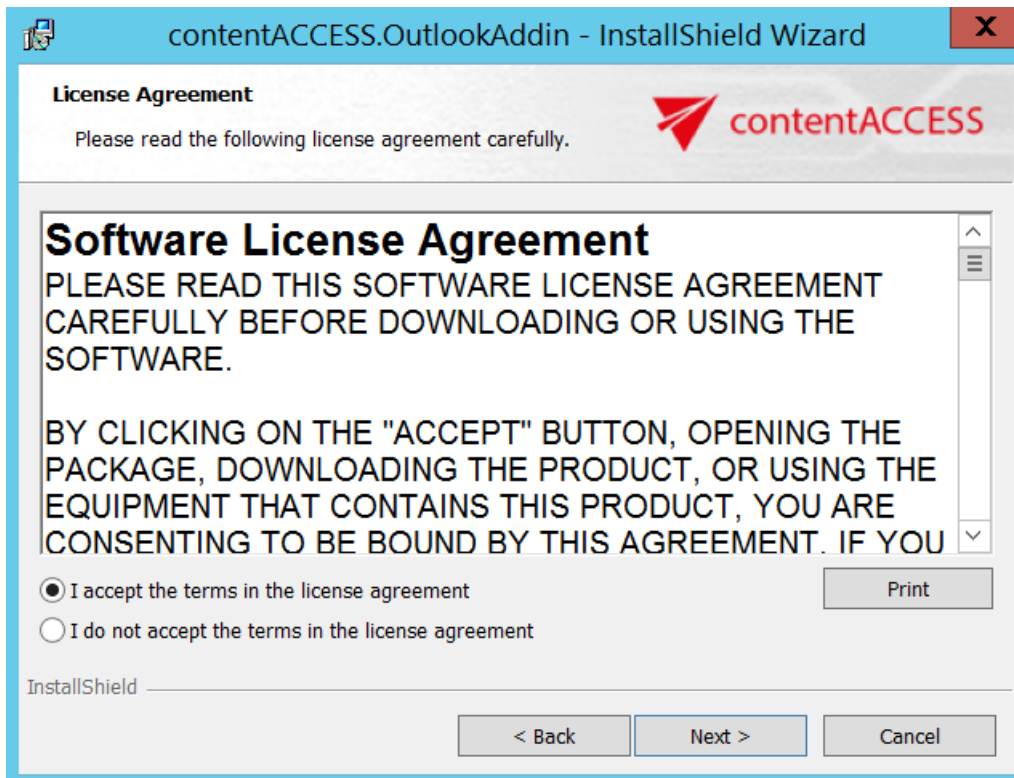 contentACCESS.OutlookAddin - InstallShield Wizard
X
License Agreement
Please read the following license agreement carefully.
contentACCESS
Software License Agreement
PLEASE READ THIS SOFTWARE LICENSE AGREEMENT
CAREFULLY BEFORE DOWNLOADING OR USING THE
SOFTWARE.
BY CLICKING ON THE "ACCEPT" BUTTON, OPENING THE
PACKAGE, DOWNLOADING THE PRODUCT, OR USING THE
EQUIPMENT THAT CONTAINS THIS PRODUCT, YOU ARE
CONSENTING TO BE BOUND BY THIS AGREEMENT. IF YOU
I accept the terms in the license agreement
Print
I do not accept the terms in the license agreement
InstallShield
< Back
Next >
Cancel